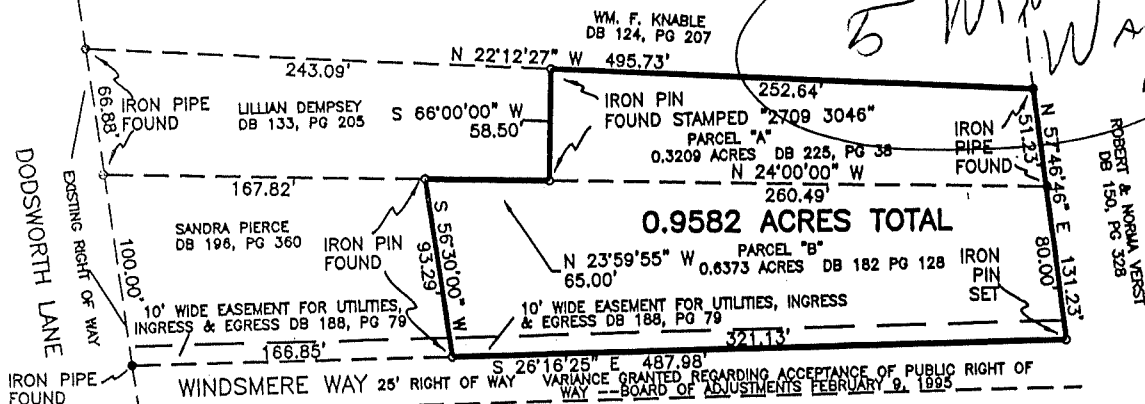 WM. F. KNABLE
DB 124, PG 207
5
W
N 22°12'27" W 495.73'
243.09'
252.64'
66.88'
IRON PIPE
FOUND
LILLIAN DEMPSEY
DB 133, PG 205
S 66°00'00" W
58.50'
IRON PIN
FOUND STAMPED "2709 3046"
PARCEL "A"
0.3209 ACRES DB 225, PG 38
IRON
PIPE
FOUND
N 57°46'46" E 131.23'
51.23'
80.00'
ROBERT & NORMA VERST
DB 150, PG 328
N 24°00'00" W
260.49'
167.82'
0.9582 ACRES TOTAL
DODSWORTH LANE
EXISTING RIGHT OF WAY
100.00'
SANDRA PIERCE
DB 196, PG 360
IRON PIN
FOUND
S 56°30'00" W
93.29'
N 23°59'55" W
65.00'
PARCEL "B"
0.6373 ACRES DB 182 PG 128
IRON
PIN
SET
10' WIDE EASEMENT FOR UTILITIES,
INGRESS & EGRESS DB 188, PG 79
10' WIDE EASEMENT FOR UTILITIES, INGRESS
& EGRESS DB 188, PG 79
166.85'
321.13'
S 26°16'25" E 487.98'
IRON PIPE
FOUND
WINDSMERE WAY 25' RIGHT OF WAY VARIANCE GRANTED REGARDING ACCEPTANCE OF PUBLIC RIGHT OF
WAY --BOARD OF ADJUSTMENTS FEBRUARY 9, 1995